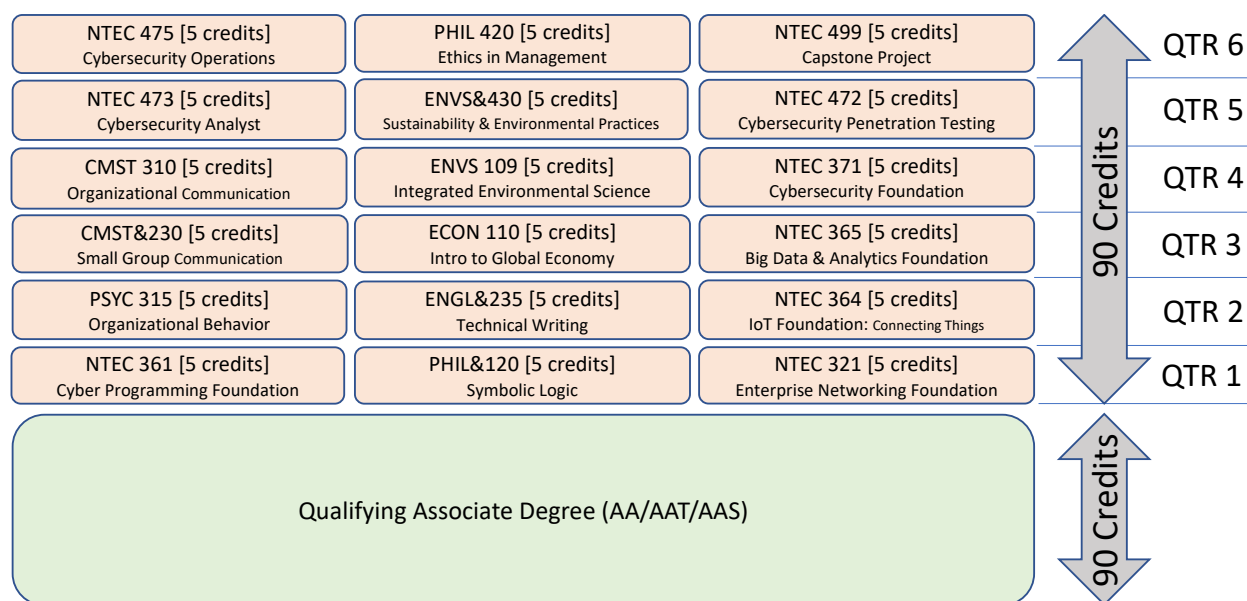 NTEC 475 [5 credits]
Cybersecurity Operations
PHIL 420 [5 credits]
Ethics in Management
NTEC 499 [5 credits]
Capstone Project
QTR 6
NTEC 473 [5 credits]
Cybersecurity Analyst
ENVS&430 [5 credits]
Sustainability & Environmental Practices
NTEC 472 [5 credits]
Cybersecurity Penetration Testing
QTR 5
CMST 310 [5 credits]
Organizational Communication
ENVS 109 [5 credits]
Integrated Environmental Science
NTEC 371 [5 credits]
Cybersecurity Foundation
QTR 4
CMST&230 [5 credits]
Small Group Communication
ECON 110 [5 credits]
Intro to Global Economy
NTEC 365 [5 credits]
Big Data & Analytics Foundation
QTR 3
PSYC 315 [5 credits]
Organizational Behavior
ENGL&235 [5 credits]
Technical Writing
NTEC 364 [5 credits]
IoT Foundation: Connecting Things
QTR 2
NTEC 361 [5 credits]
Cyber Programming Foundation
PHIL&120 [5 credits]
Symbolic Logic
NTEC 321 [5 credits]
Enterprise Networking Foundation
QTR 1
90 Credits
Qualifying Associate Degree (AA/AAT/AAS)
90 Credits